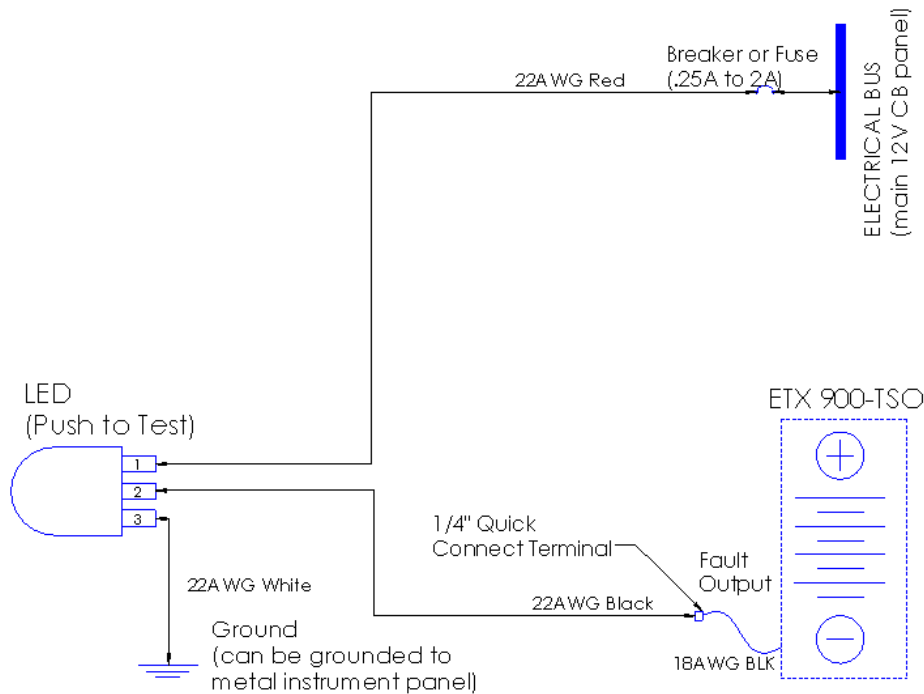 Breaker or Fuse
(.25A to 2A)
22AWG Red
ELECTRICAL BUS
(main 12V CB panel)
LED
(Push to Test)
ETX 900-TSO
1
2
3
+
1/4" Quick
Connect Terminal
Fault
Output
22AWG White
22AWG Black
Ground
(can be grounded to
metal instrument panel)
18AWG BLK
−